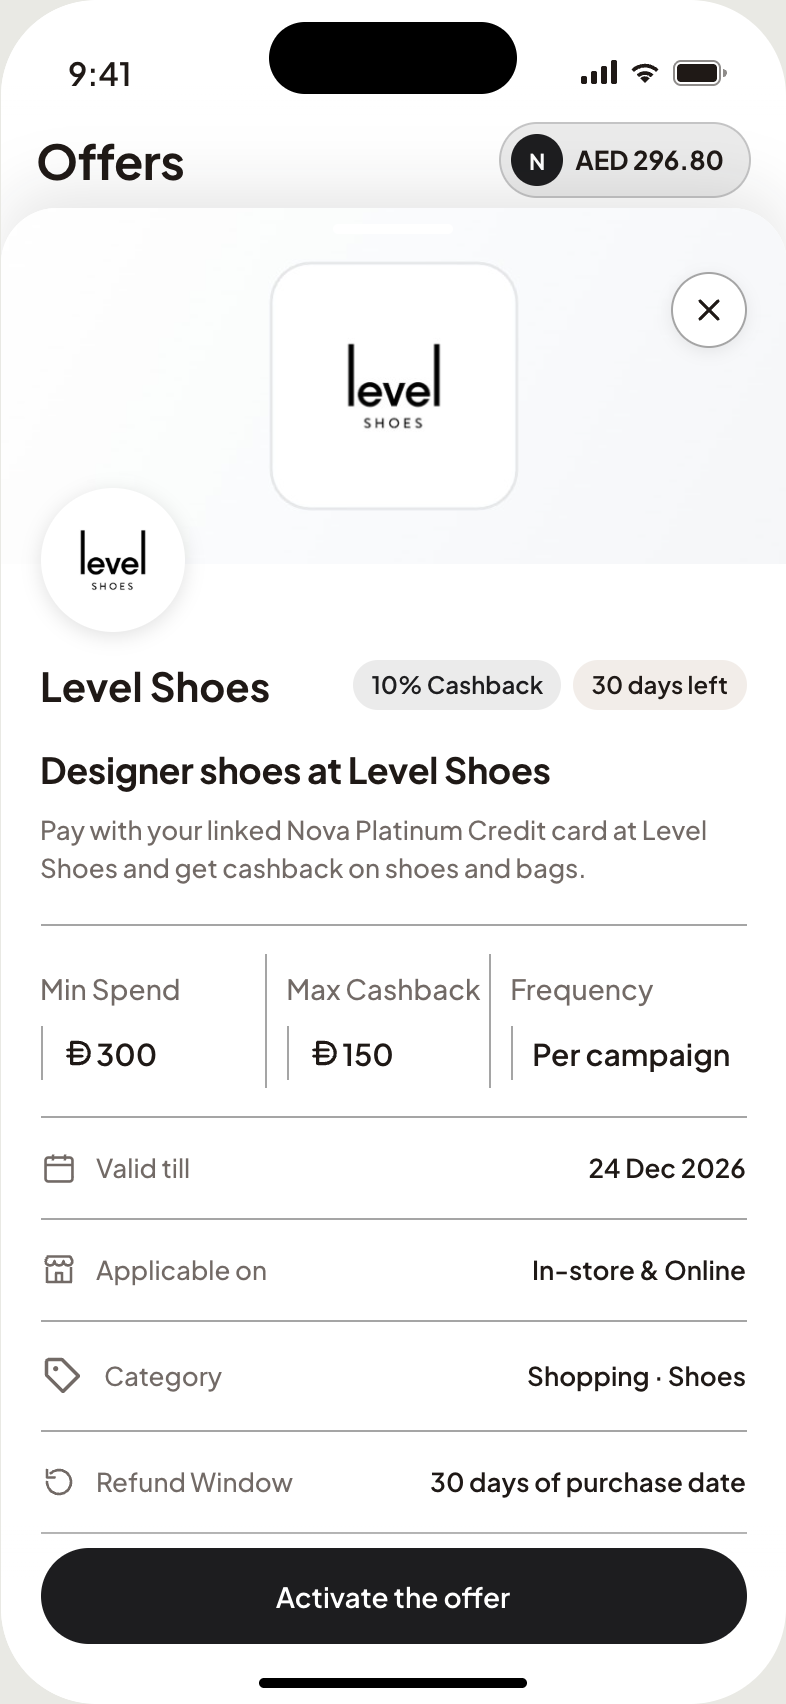 9:41
Offers
N
AED 296.80
level
SHOES
level
SHOES
Level Shoes
10% Cashback
30 days left
Designer shoes at Level Shoes
Pay with your linked Nova Platinum Credit card at Level
Shoes and get cashback on shoes and bags.
Min Spend
Max Cashback
Frequency
300
150
Per campaign
Valid till
24 Dec 2026
Applicable on
In-store & Online
Category
Shopping · Shoes
Refund Window
30 days of purchase date
Activate the offer